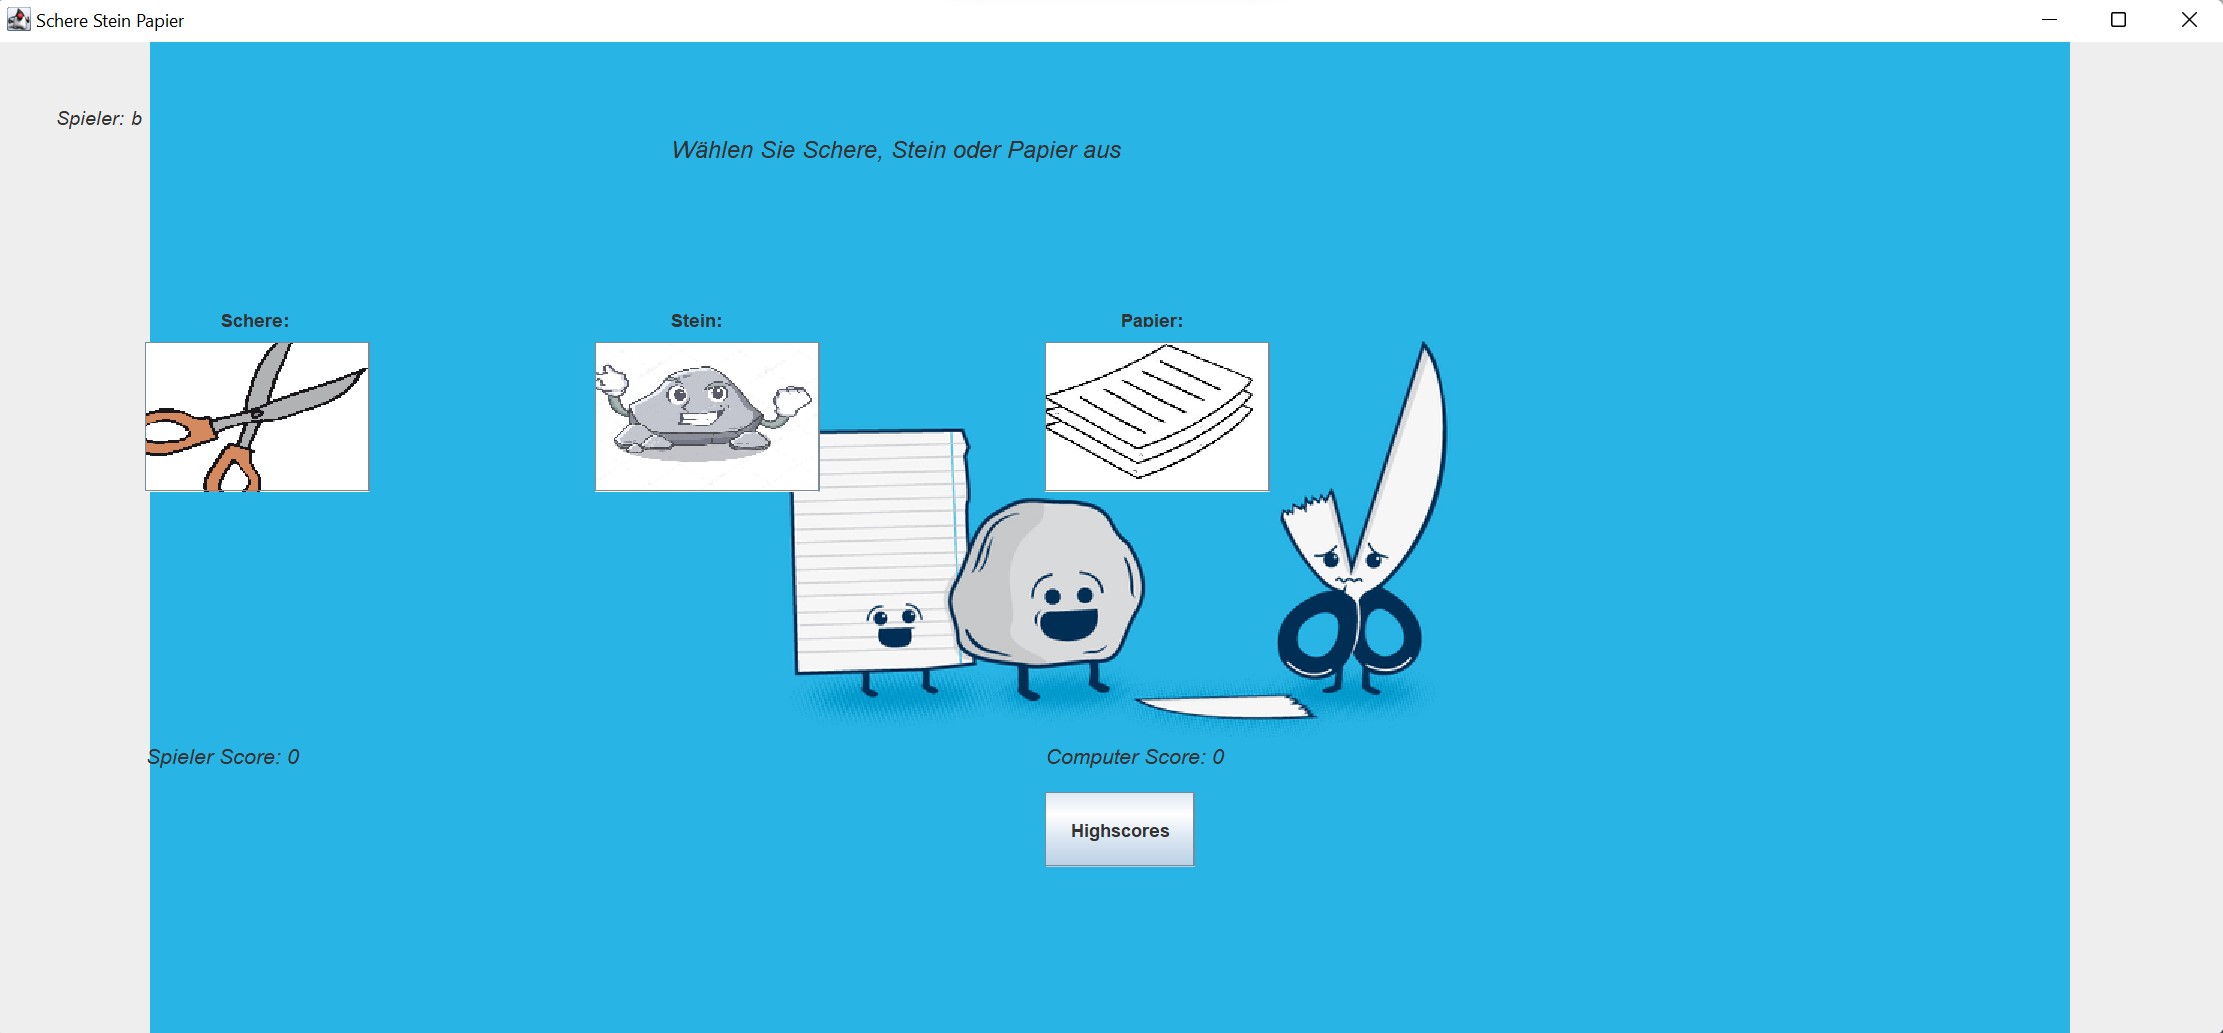 Schere Stein Papier
Spieler: b
Wählen Sie Schere, Stein oder Papier aus
Schere:
Stein:
Papier:
Spieler Score: 0
Computer Score: 0
Highscores